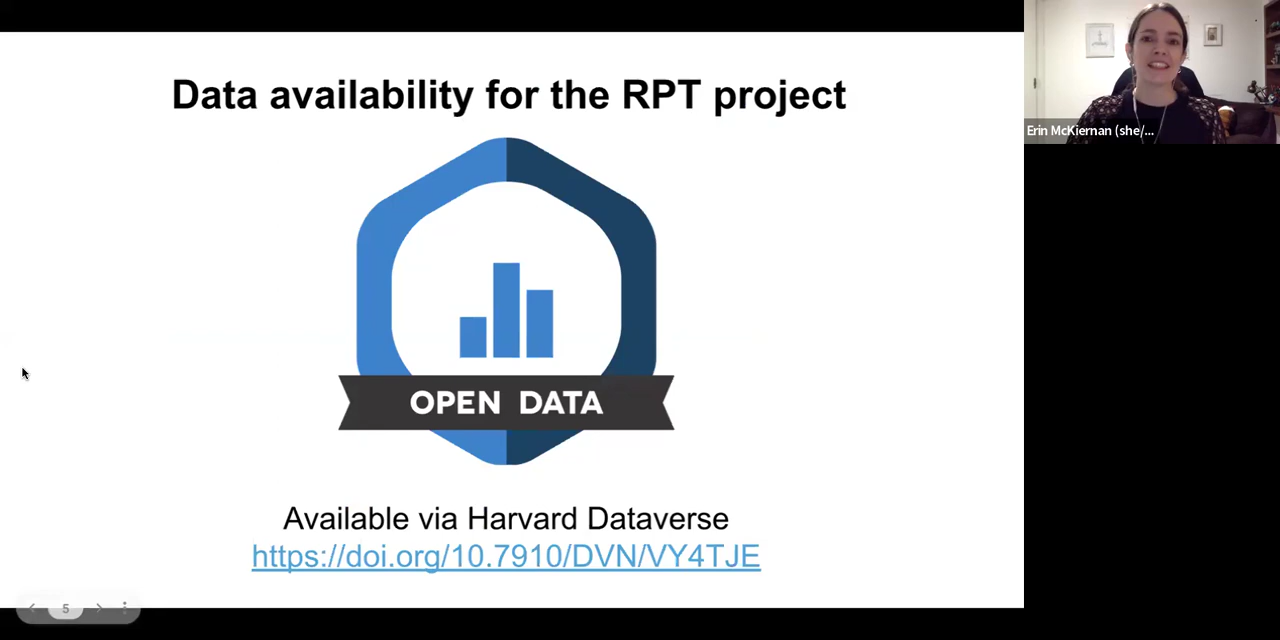 Data availability for the RPT project
OPEN DATA
Available via Harvard Dataverse
https://doi.org/10.7910/DVN/VY4TJE
5
Erin McKiernan (she/...